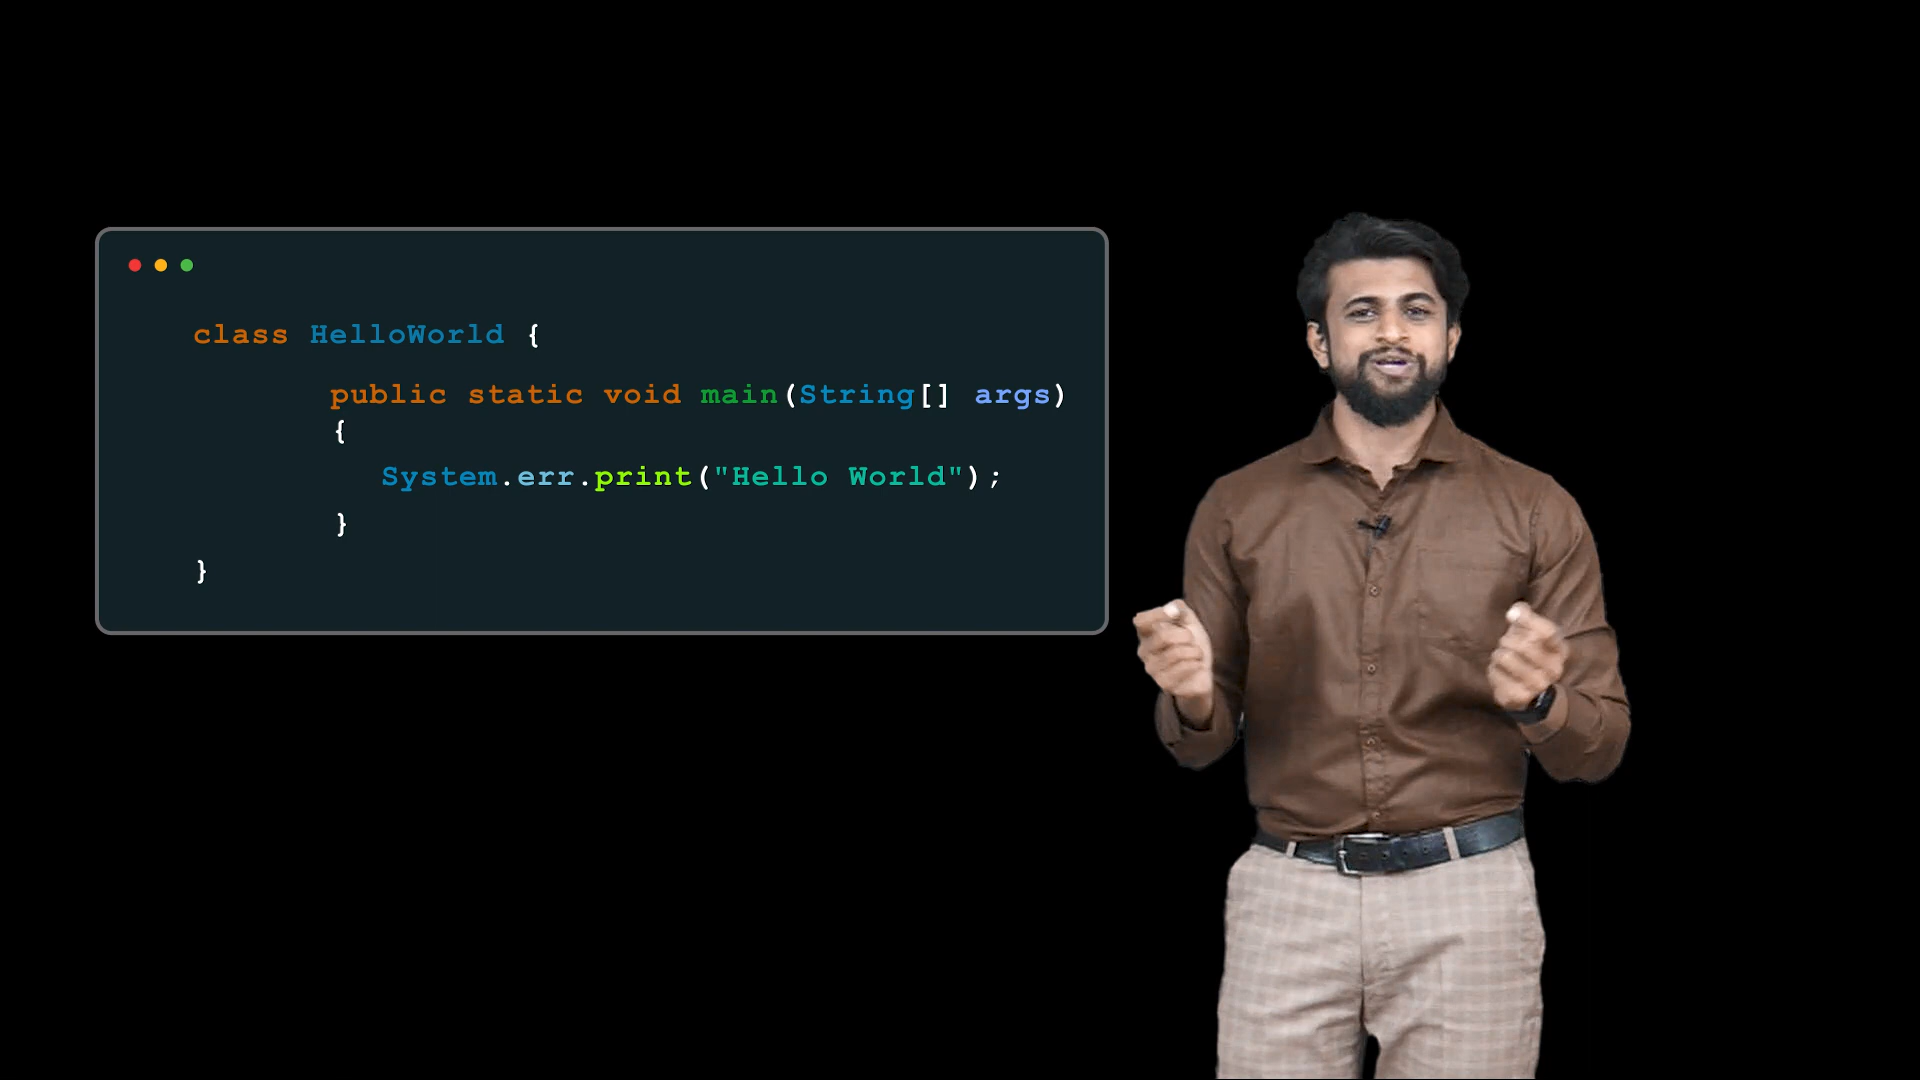 class HelloWorld {
public static void main(String[] args)
{
System.err.print("Hello World");
}
}